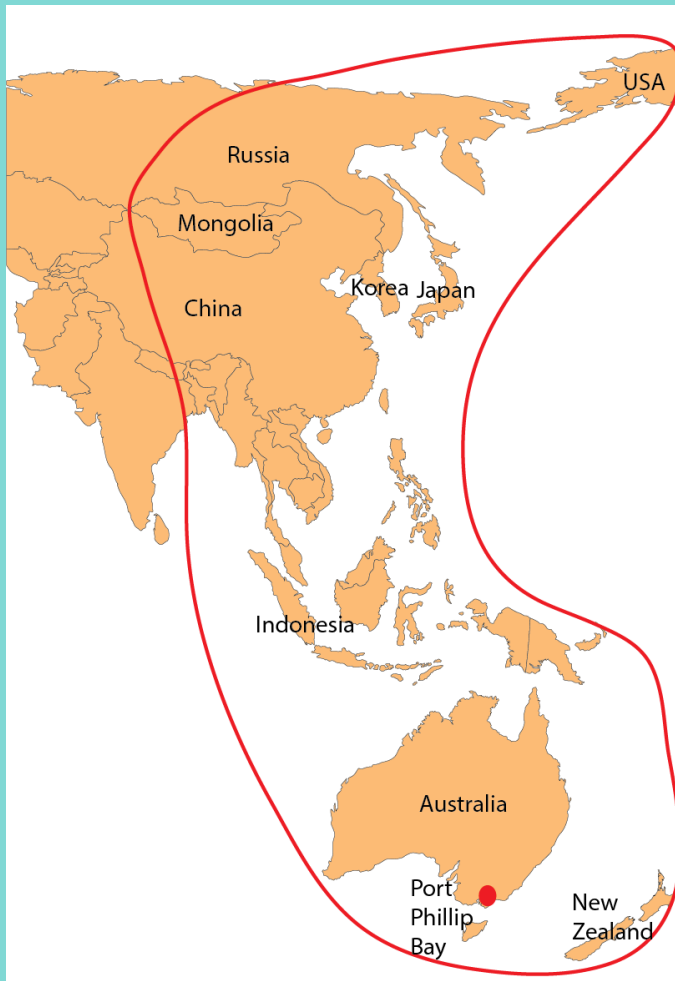 USA
Russia
Mongolia
Korea Japan
China
Indonesia
Australia
Port
Phillip
Bay
New
Zealand